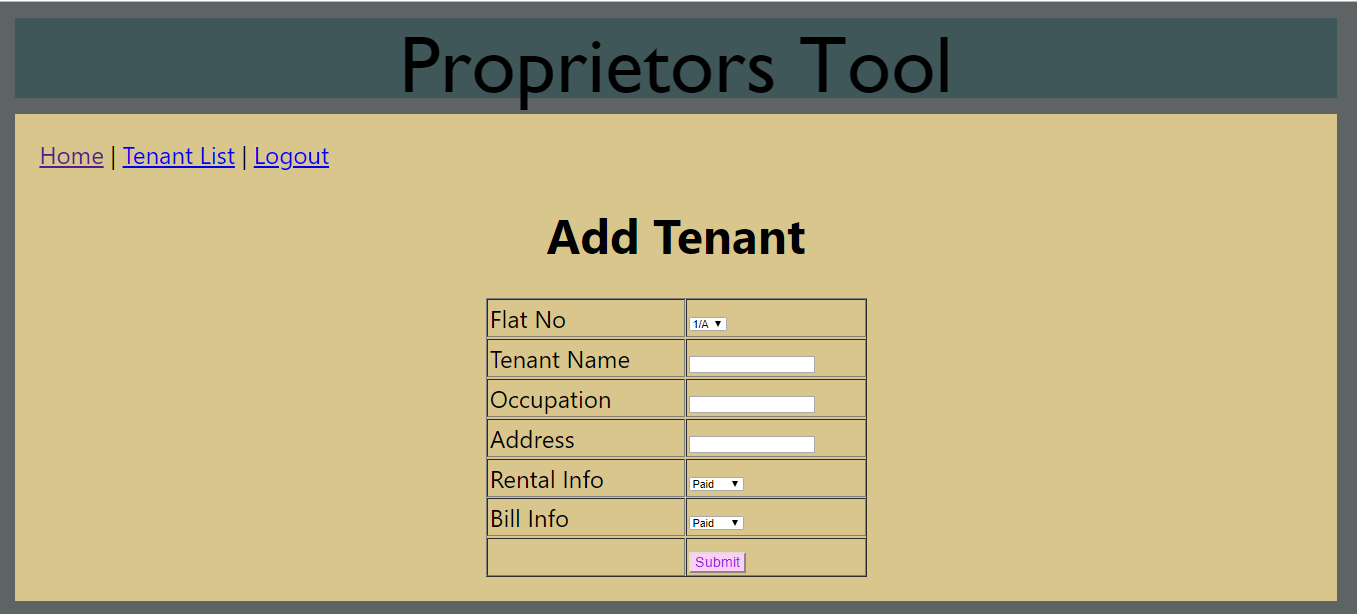 Proprietors Tool
Home | Tenant List | Logout
Add Tenant
Flat No 1/A
Tenant Name
Occupation
Address
Rental Info Paid
Bill Info Paid
Submit